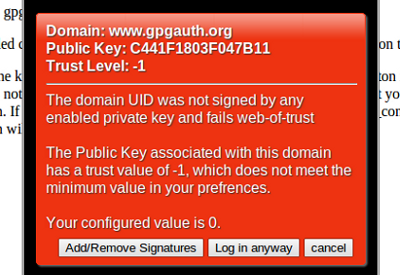 Domain: www.gpgauth.org
Public Key: C441F1803F047B11
Trust Level: -1
The domain UID was not signed by any
enabled private key and fails web-of-trust
The Public Key associated with this domain
has a trust value of -1, which does not meet the
minimum value in your prefrences.
Your configured value is 0.
Add/Remove Signatures
Log in anyway
cancel